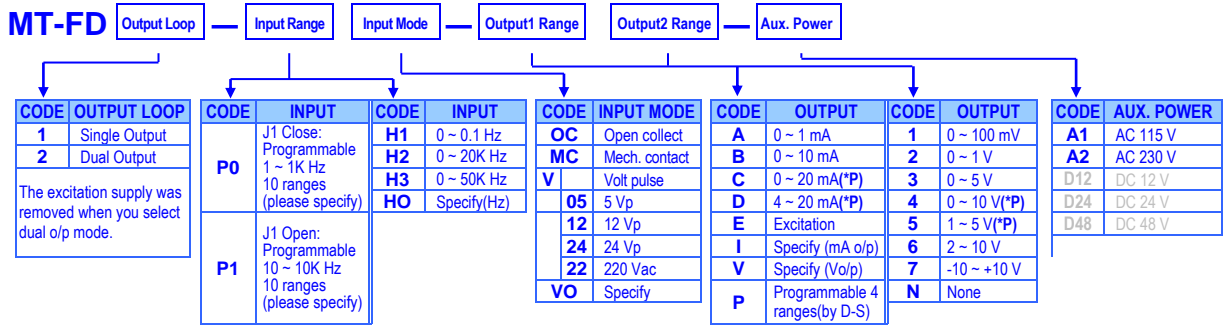 MT-FD Output Loop — Input Range Input Mode — Output1 Range Output2 Range — Aux. Power
CODE OUTPUT LOOP
1 Single Output
2 Dual Output
The excitation supply was
removed when you select
dual o/p mode.
CODE INPUT
P0
J1 Close:
Programmable
1 ~ 1K Hz
10 ranges
(please specify)
P1
J1 Open:
Programmable
10 ~ 10K Hz
10 ranges
(please specify)
CODE INPUT
H1 0 ~ 0.1 Hz
H2 0 ~ 20K Hz
H3 0 ~ 50K Hz
HO Specify(Hz)
CODE INPUT MODE
OC Open collect
MC Mech. contact
V Volt pulse
05 5 Vp
12 12 Vp
24 24 Vp
22 220 Vac
VO Specify
CODE OUTPUT
A 0 ~ 1 mA
B 0 ~ 10 mA
C 0 ~ 20 mA(*P)
D 4 ~ 20 mA(*P)
E Excitation
I Specify (mA o/p)
V Specify (Vo/p)
P Programmable 4
ranges(by D-S)
CODE OUTPUT
1 0 ~ 100 mV
2 0 ~ 1 V
3 0 ~ 5 V
4 0 ~ 10 V(*P)
5 1 ~ 5 V(*P)
6 2 ~ 10 V
7 -10 ~ +10 V
N None
CODE AUX. POWER
A1 AC 115 V
A2 AC 230 V
D12 DC 12 V
D24 DC 24 V
D48 DC 48 V